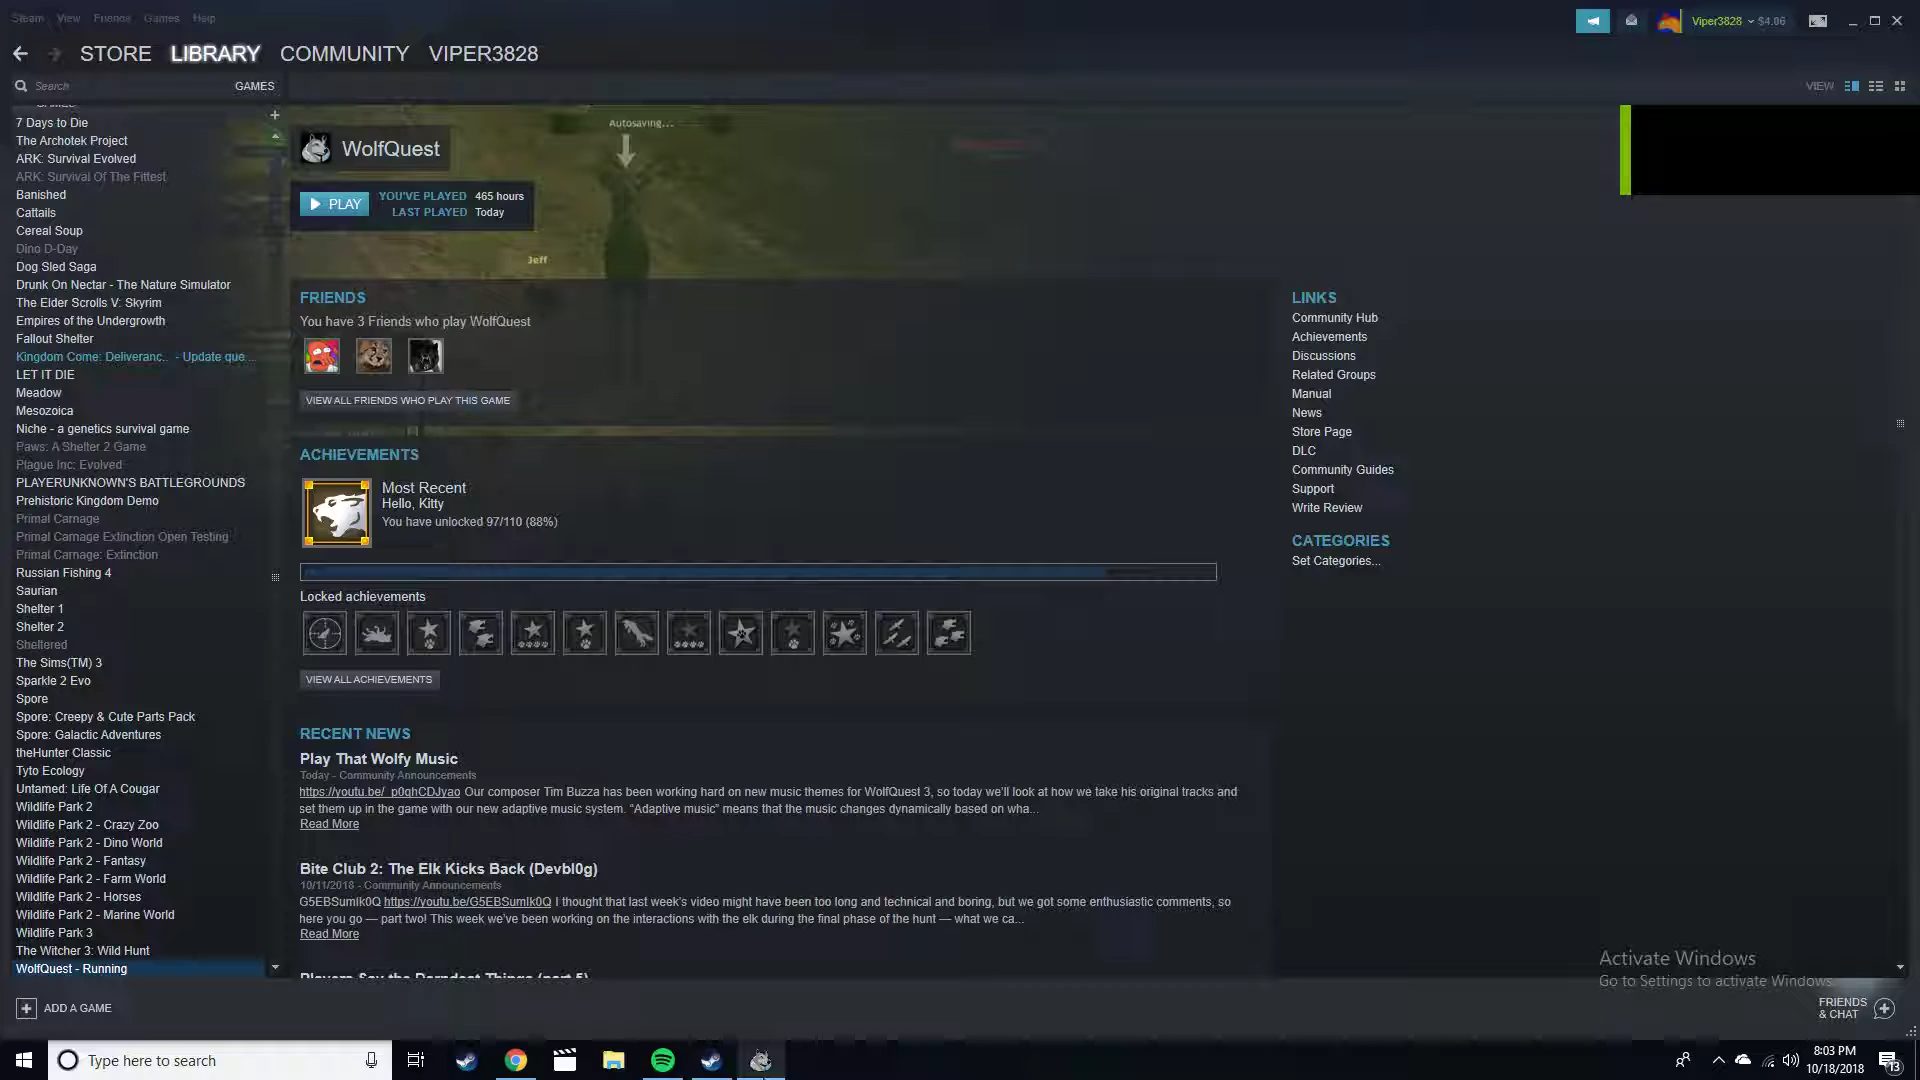 Steam View Friends Games Help
Viper3828 $4.06
STORE LIBRARY COMMUNITY VIPER3828
Search GAMES
VIEW
7 Days to Die
The Archotek Project
ARK: Survival Evolved
ARK: Survival Of The Fittest
Banished
Cattails
Cereal Soup
Dino D-Day
Dog Sled Saga
Drunk On Nectar - The Nature Simulator
The Elder Scrolls V: Skyrim
Empires of the Undergrowth
Fallout Shelter
Kingdom Come: Deliveranc... - Update que...
LET IT DIE
Meadow
Mesozoica
Niche - a genetics survival game
Paws: A Shelter 2 Game
Plague Inc: Evolved
PLAYERUNKNOWN'S BATTLEGROUNDS
Prehistoric Kingdom Demo
Primal Carnage
Primal Carnage Extinction Open Testing
Primal Carnage: Extinction
Russian Fishing 4
Saurian
Shelter 1
Shelter 2
Sheltered
The Sims(TM) 3
Sparkle 2 Evo
Spore
Spore: Creepy & Cute Parts Pack
Spore: Galactic Adventures
theHunter Classic
Tyto Ecology
Untamed: Life Of A Cougar
Wildlife Park 2
Wildlife Park 2 - Crazy Zoo
Wildlife Park 2 - Dino World
Wildlife Park 2 - Fantasy
Wildlife Park 2 - Farm World
Wildlife Park 2 - Horses
Wildlife Park 2 - Marine World
Wildlife Park 3
The Witcher 3: Wild Hunt
WolfQuest - Running
ADD A GAME
Autosaving...
WolfQuest
PLAY
YOU'VE PLAYED 465 hours
LAST PLAYED Today
Jeff
FRIENDS
You have 3 Friends who play WolfQuest
VIEW ALL FRIENDS WHO PLAY THIS GAME
ACHIEVEMENTS
Most Recent
Hello, Kitty
You have unlocked 97/110 (88%)
Locked achievements
VIEW ALL ACHIEVEMENTS
RECENT NEWS
Play That Wolfy Music
Today - Community Announcements
https://youtu.be/_p0qhCDJyao Our composer Tim Buzza has been working hard on new music themes for WolfQuest 3, so today we'll look at how we take his original tracks and
set them up in the game with our new adaptive music system. “Adaptive music” means that the music changes dynamically based on wha...
Read More
Bite Club 2: The Elk Kicks Back (Devbl0g)
10/11/2018 - Community Announcements
G5EBSumIk0Q https://youtu.be/G5EBSumIk0Q I thought that last week's video might have been too long and technical and boring, but we got some enthusiastic comments, so
here you go — part two! This week we've been working on the interactions with the elk during the final phase of the hunt — what we ca...
Read More
Players Say the Darndest Things (part 5)
LINKS
Community Hub
Achievements
Discussions
Related Groups
Manual
News
Store Page
DLC
Community Guides
Support
Write Review
CATEGORIES
Set Categories...
Activate Windows
Go to Settings to activate Windows.
FRIENDS
& CHAT
Type here to search
8:03 PM
10/18/2018
13